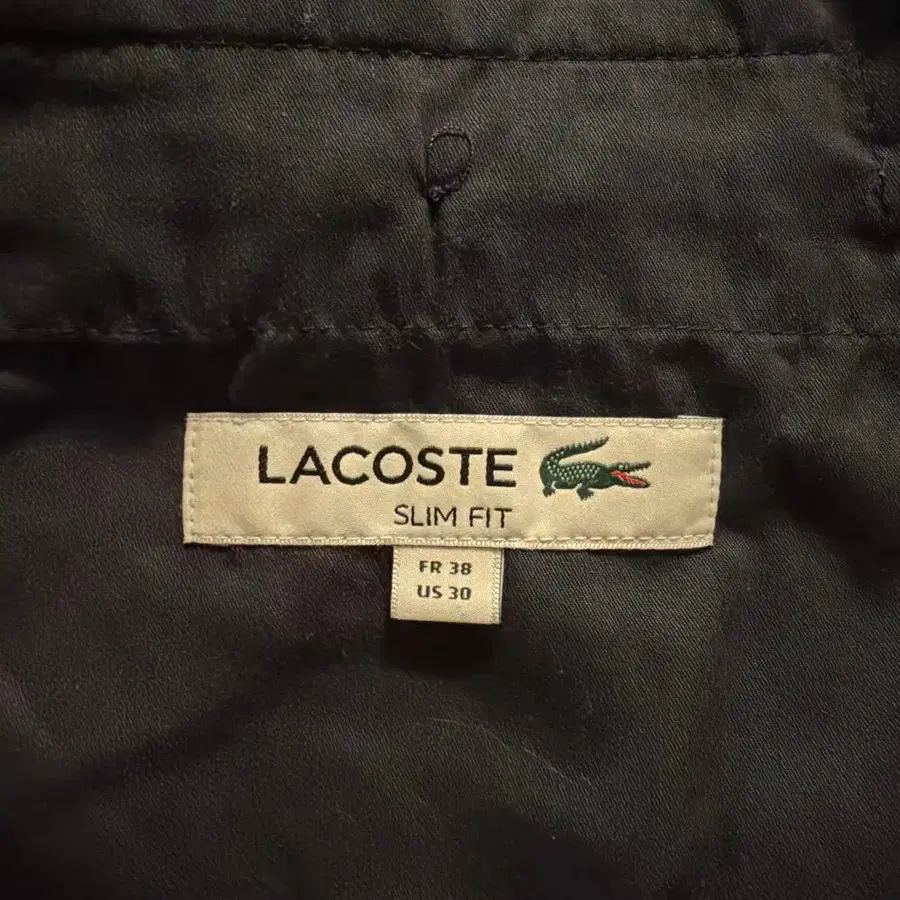 LACOSTE
SLIM FIT
FR 38
US 30